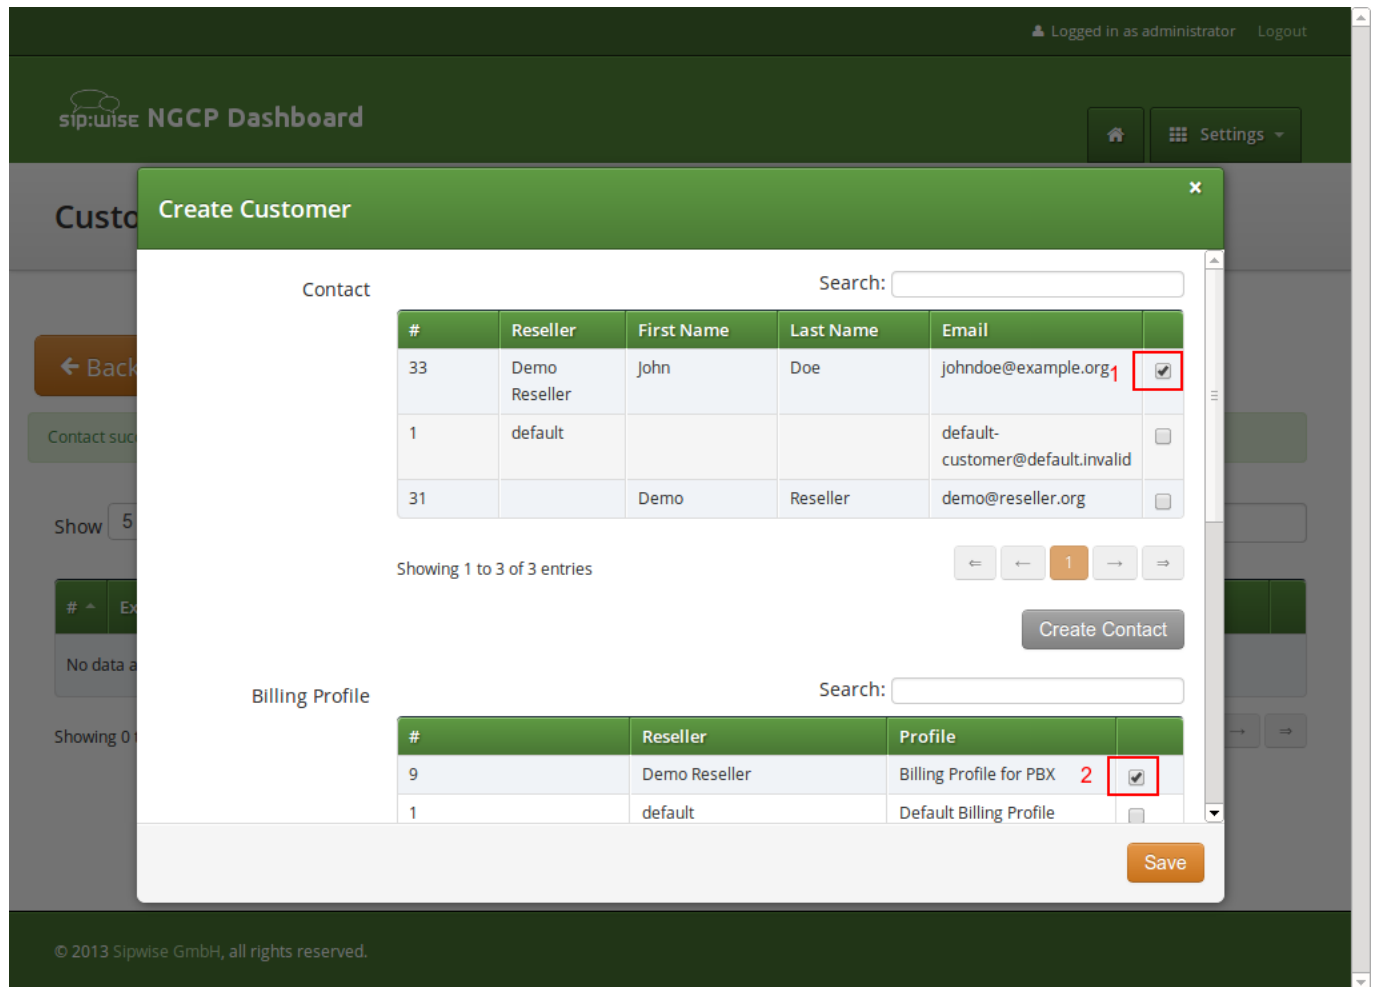 Logged in as administrator Logout
sip:wise NGCP Dashboard
Settings
Create Customer
×
Custo
Contact
Search:
# Reseller First Name Last Name Email
33 Demo Reseller John Doe johndoe@example.org 1
1 default default-customer@default.invalid
31 Demo Reseller demo@reseller.org
Showing 1 to 3 of 3 entries
⇐ ← 1 → ⇒
Create Contact
Back
Contact suc
Show 5
# Ex
No data a
Showing 0 t
→ ⇒
Billing Profile
Search:
# Reseller Profile
9 Demo Reseller Billing Profile for PBX 2
1 default Default Billing Profile
Save
© 2013 Sipwise GmbH, all rights reserved.